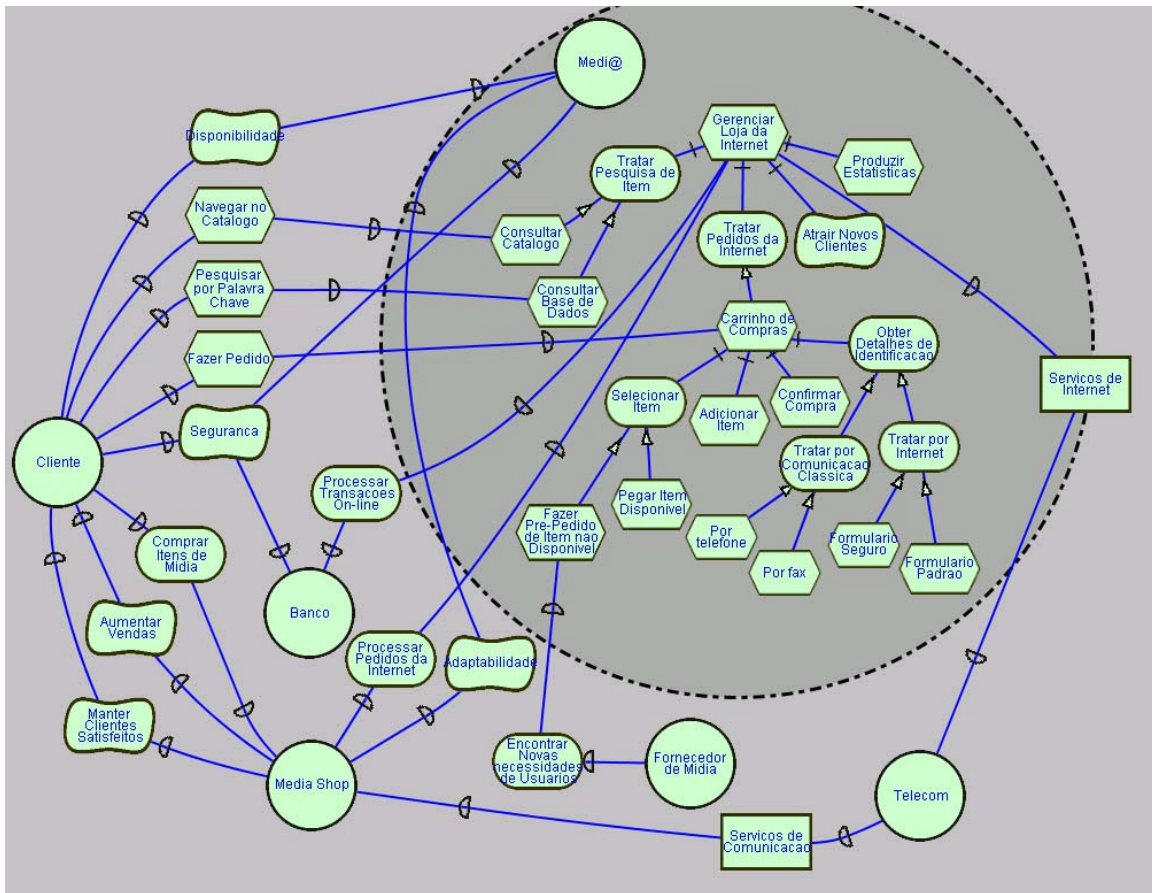 Medi@
Disponibilidade
Gerenciar
Loja da
Internet
Produzir
Estatisticas
Tratar
Pesquisa de
Item
Navegar no
Catalogo
Consultar
Catalogo
Tratar
Pedidos da
Internet
Atrair Novos
Clientes
Pesquisar
por Palavra
Chave
Consultar
Base de
Dados
Carrinho de
Compras
Obter
Detalhes de
Identificacao
Fazer Pedido
Servicos de
Internet
Selecionar
Item
Adicionar
Item
Confirmar
Compra
Seguranca
Cliente
Tratar por
Comunicacao
Classica
Tratar por
Internet
Processar
Transacoes
On-line
Pegar Item
Disponivel
Fazer
Pre-Pedido
de Item nao
Disponivel
Por
telefone
Por fax
Formulario
Seguro
Formulario
Padrao
Comprar
Itens de
Midia
Banco
Aumentar
Vendas
Processar
Pedidos da
Internet
Adaptabilidade
Manter
Clientes
Satisfeitos
Media Shop
Encontrar
Novas
necessidades
de Usuarios
Fornecedor
de Midia
Telecom
Servicos de
Comunicacao